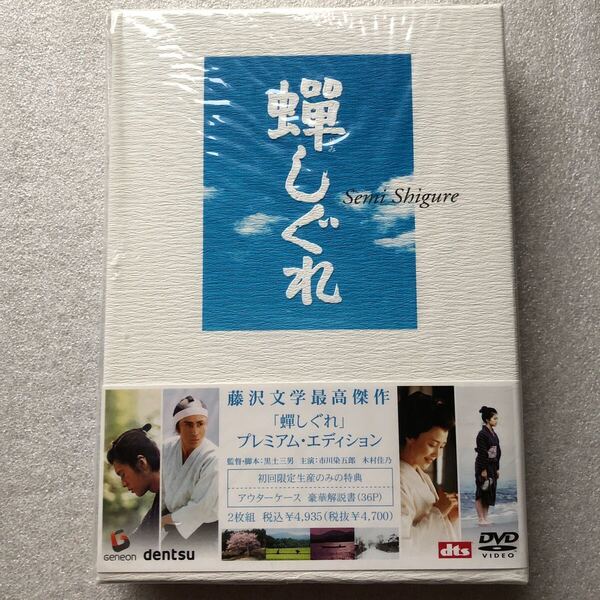 蟬しぐれ
せみ
Semi Shigure
藤沢文学最高傑作
「蟬しぐれ」
プレミアム・エディション
監督・脚本：黒土三男 主演：市川染五郎 木村佳乃
初回限定生産のみの特典
アウターケース 豪華解説書（36P）
2枚組 税込￥4,935（税抜￥4,700）
GENEON dentsu
dts
DVD
VIDEO